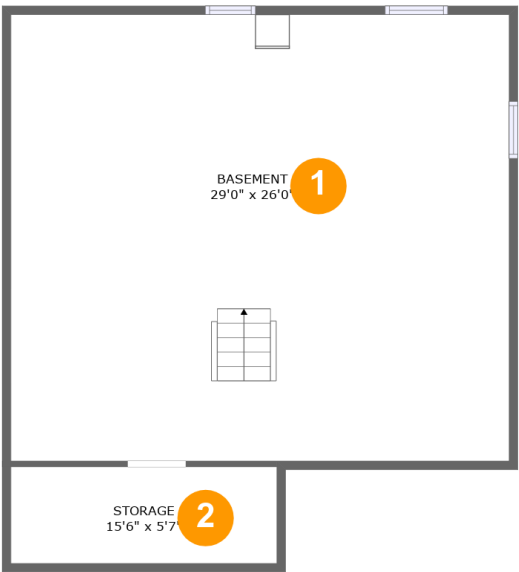 BASEMENT
29'0" x 26'0"
1
STORAGE
15'6" x 5'7"
2